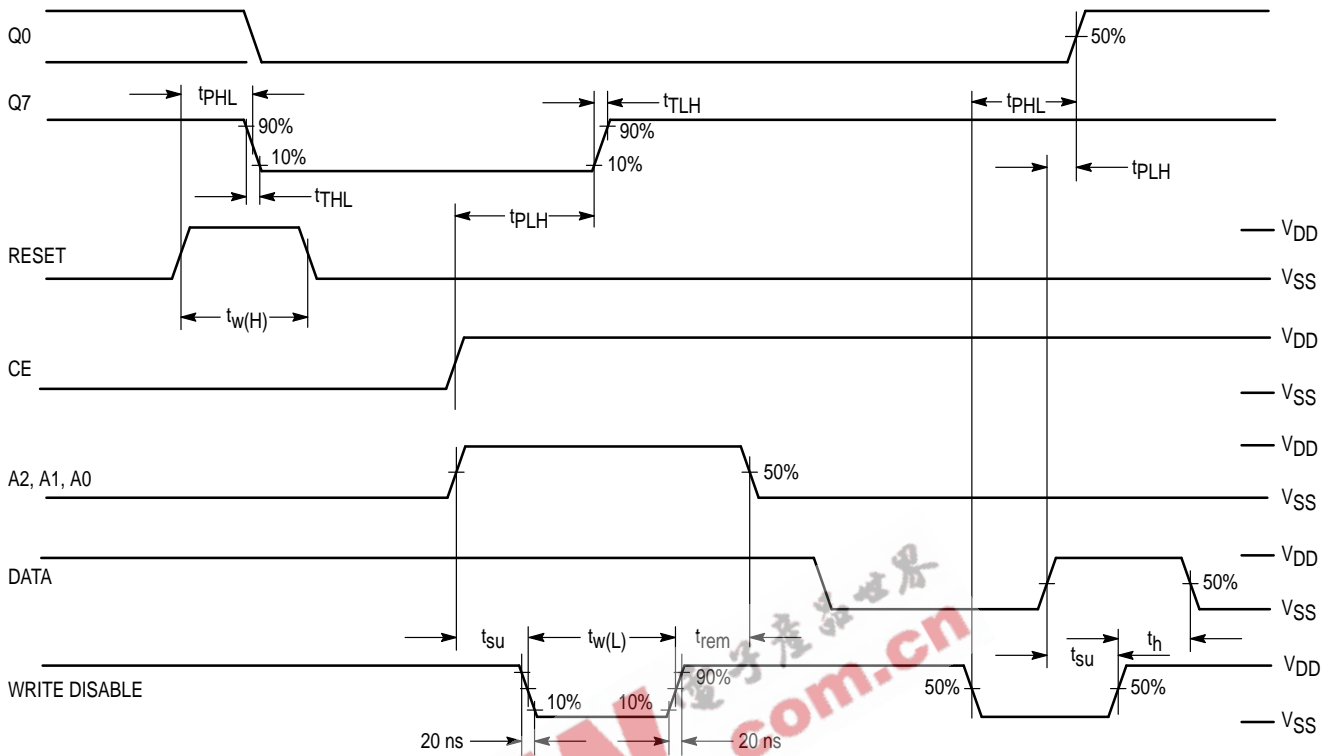 Q0
50%
Q7
tPHL
tTLH
tPHL
90%
90%
10%
10%
tTHL
tPLH
tPLH
RESET
VDD
VSS
tw(H)
CE
VDD
VSS
A2, A1, A0
50%
VDD
VSS
DATA
50%
VDD
VSS
tsu
tw(L)
trem
tsu
th
WRITE DISABLE
90%
10%
10%
50%
50%
VDD
VSS
20 ns
20 ns
com.cn